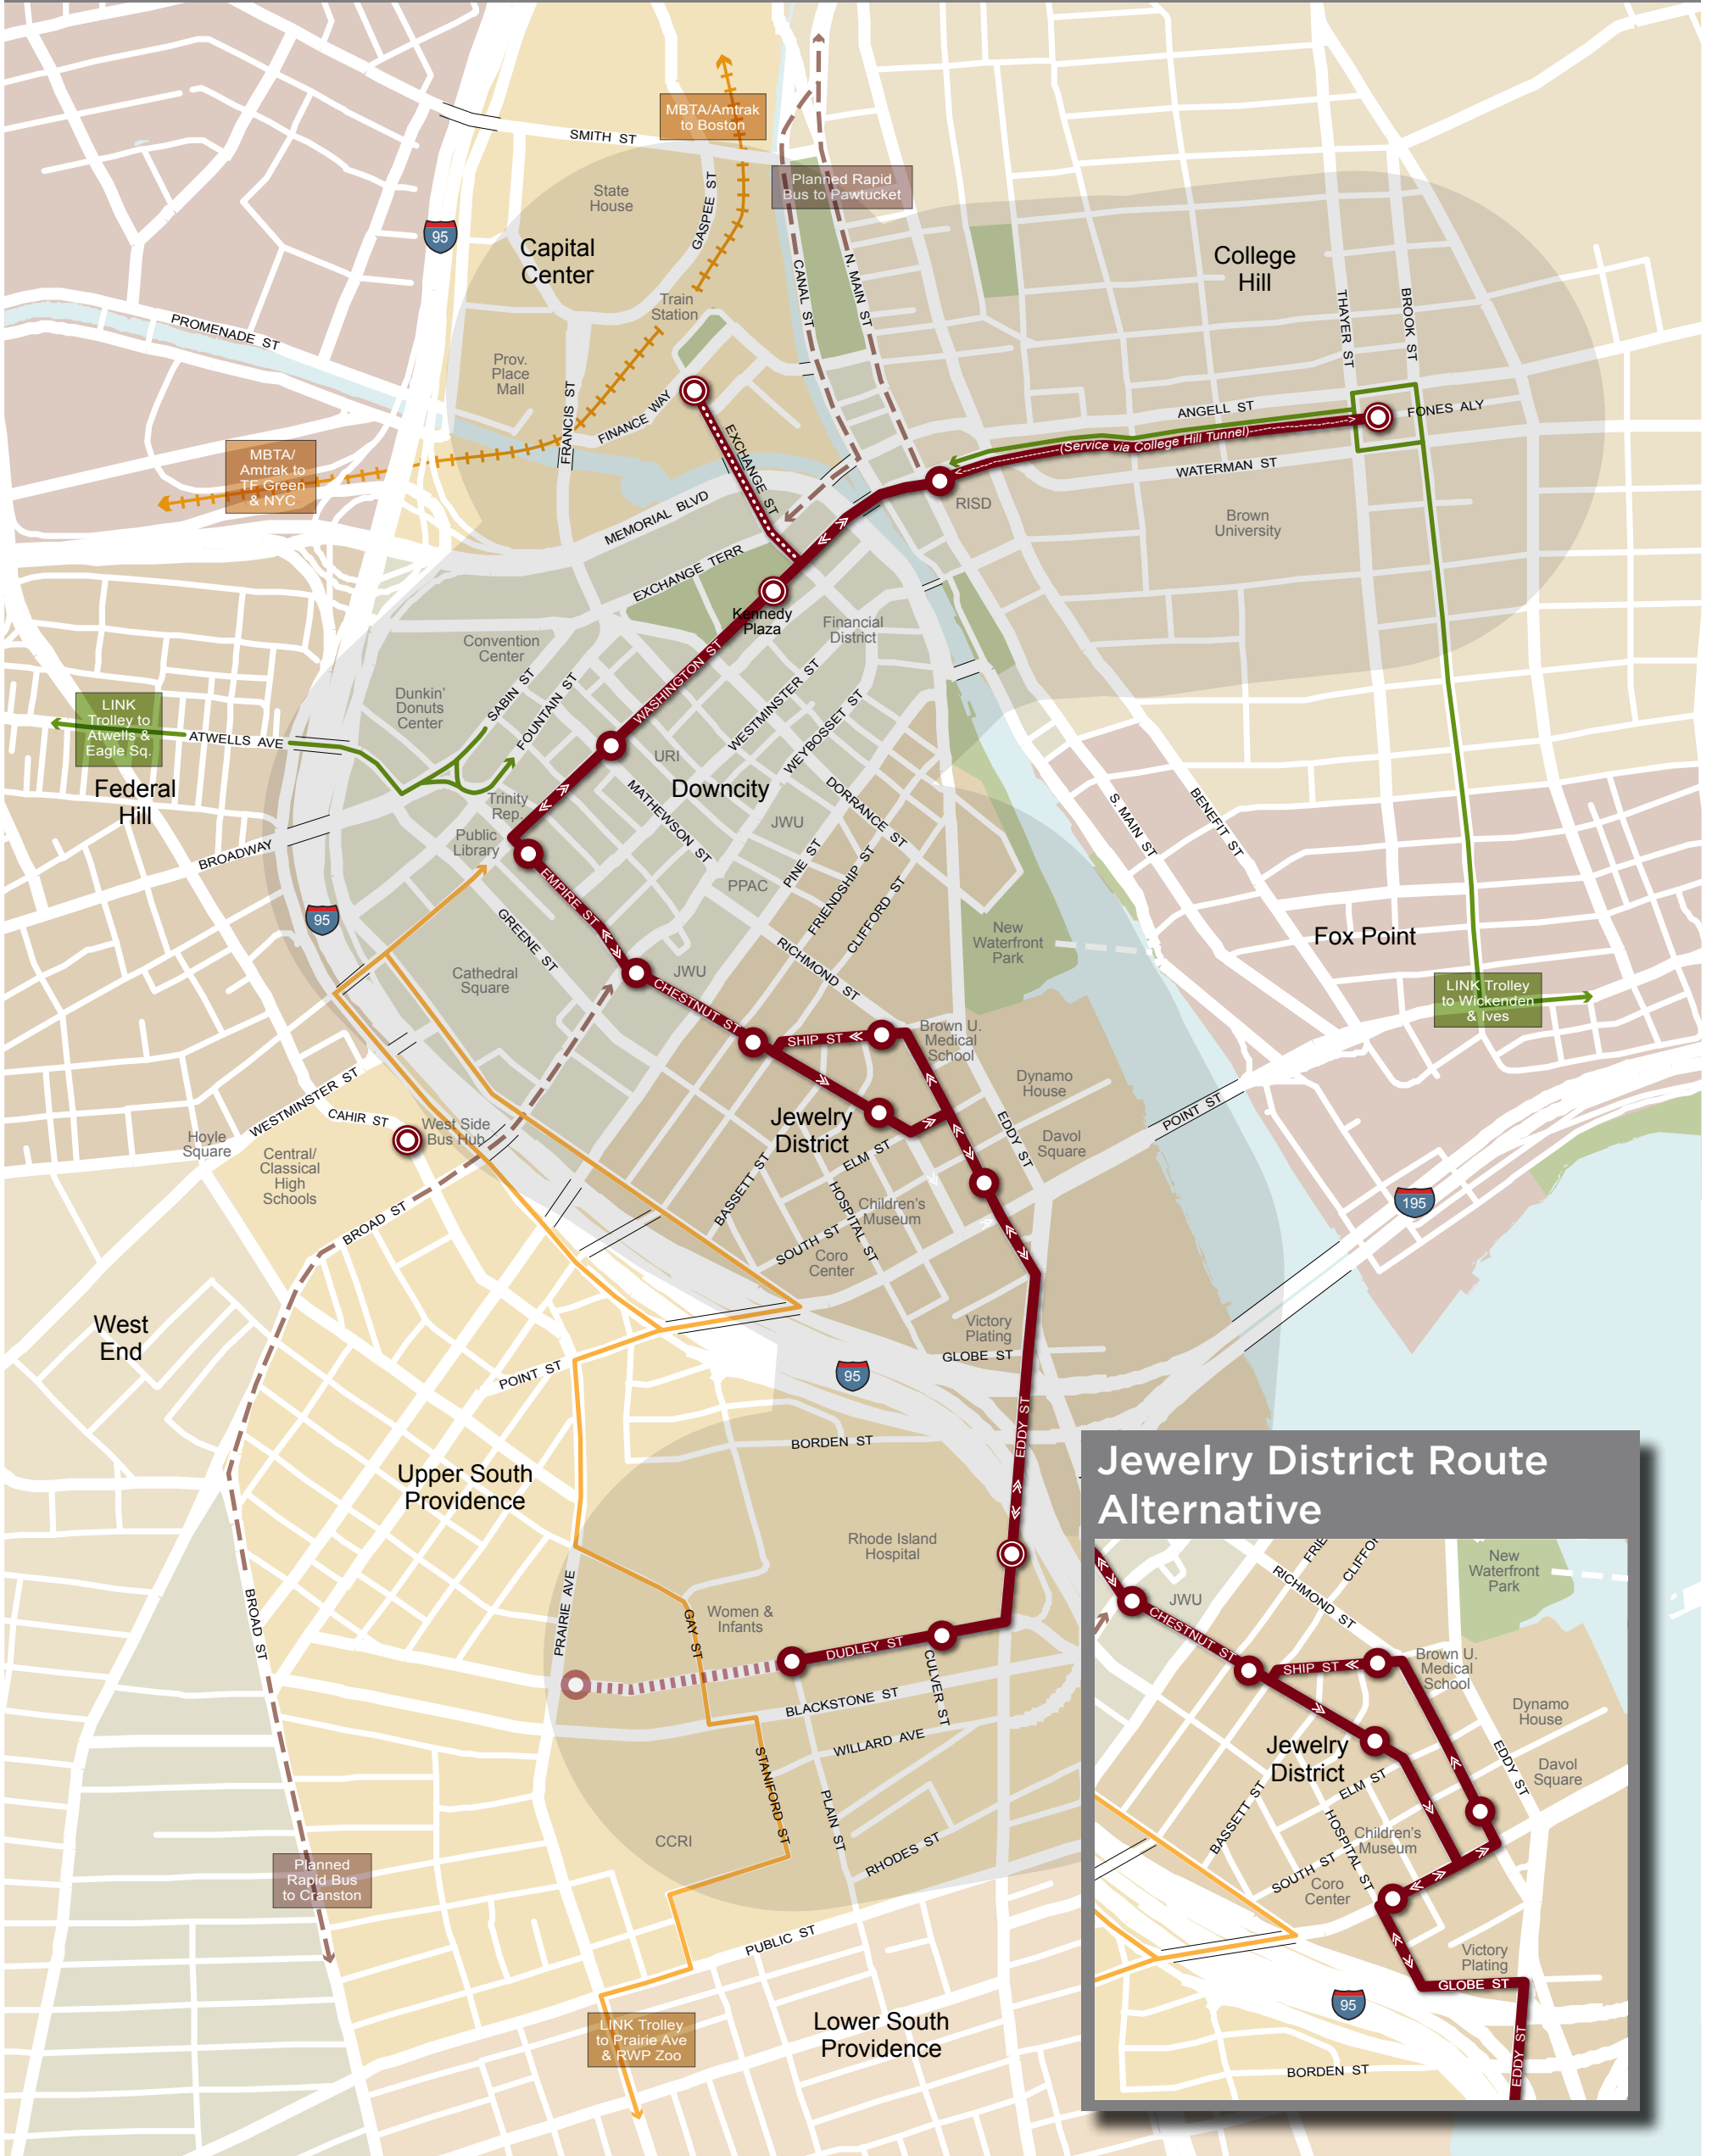 MBTA/Amtrak
to Boston
SMITH ST
Planned Rapid
Bus to Pawtucket
State
House
GASPEE ST
95
Capital
Center
College
Hill
CANAL ST
N. MAIN ST
THAYER ST
BROOK ST
Train
Station
PROMENADE ST
Prov.
Place
Mall
FRANCIS ST
FINANCE WAY
EXCHANGE ST
ANGELL ST
FONES ALY
(Service via College Hill Tunnel)
WATERMAN ST
MBTA/
Amtrak to
TF Green
& NYC
RISD
Brown
University
MEMORIAL BLVD
EXCHANGE TERR
Kennedy
Plaza
Financial
District
Convention
Center
WASHINGTON ST
Dunkin'
Donuts
Center
SABIN ST
FOUNTAIN ST
WESTMINSTER ST
WEYBOSSET ST
LINK
Trolley to
Atwells &
Eagle Sq.
ATWELLS AVE
URI
Federal
Hill
Downcity
Trinity
Rep.
MATHEWSON ST
DORRANCE ST
S. MAIN ST
BENEFIT ST
JWU
Public
Library
BROADWAY
PINE ST
FRIENDSHIP ST
CLIFFORD ST
PPAC
EMPIRE ST
95
GREENE ST
RICHMOND ST
New
Waterfront
Park
Fox Point
Cathedral
Square
JWU
CHESTNUT ST
LINK Trolley
to Wickenden
& Ives
SHIP ST
Brown U.
Medical
School
Dynamo
House
WESTMINSTER ST
CAHIR ST
West Side
Bus Hub
Jewelry
District
POINT ST
Hoyle
Square
Central/
Classical
High
Schools
ELM ST
EDDY ST
Davol
Square
BASSETT ST
HOSPITAL ST
Children's
Museum
195
BROAD ST
SOUTH ST
Coro
Center
West
End
Victory
Plating
GLOBE ST
POINT ST
95
EDDY ST
BORDEN ST
Upper South
Providence
Rhode Island
Hospital
PRAIRIE AVE
BROAD ST
GAY ST
Women &
Infants
DUDLEY ST
CULVER ST
BLACKSTONE ST
WILLARD AVE
STANIFORD ST
PLAIN ST
CCRI
RHODES ST
Planned
Rapid Bus
to Cranston
PUBLIC ST
LINK Trolley
to Prairie Ave
& RWP Zoo
Lower South
Providence
Jewelry District Route
Alternative
FRIE
CLIFFOR
New
Waterfront
Park
RICHMOND ST
JWU
CHESTNUT ST
SHIP ST
Brown U.
Medical
School
Dynamo
House
Jewelry
District
EDDY ST
Davol
Square
ELM ST
BASSETT ST
HOSPITAL ST
Children's
Museum
SOUTH ST
Coro
Center
Victory
Plating
GLOBE ST
95
EDDY ST
BORDEN ST